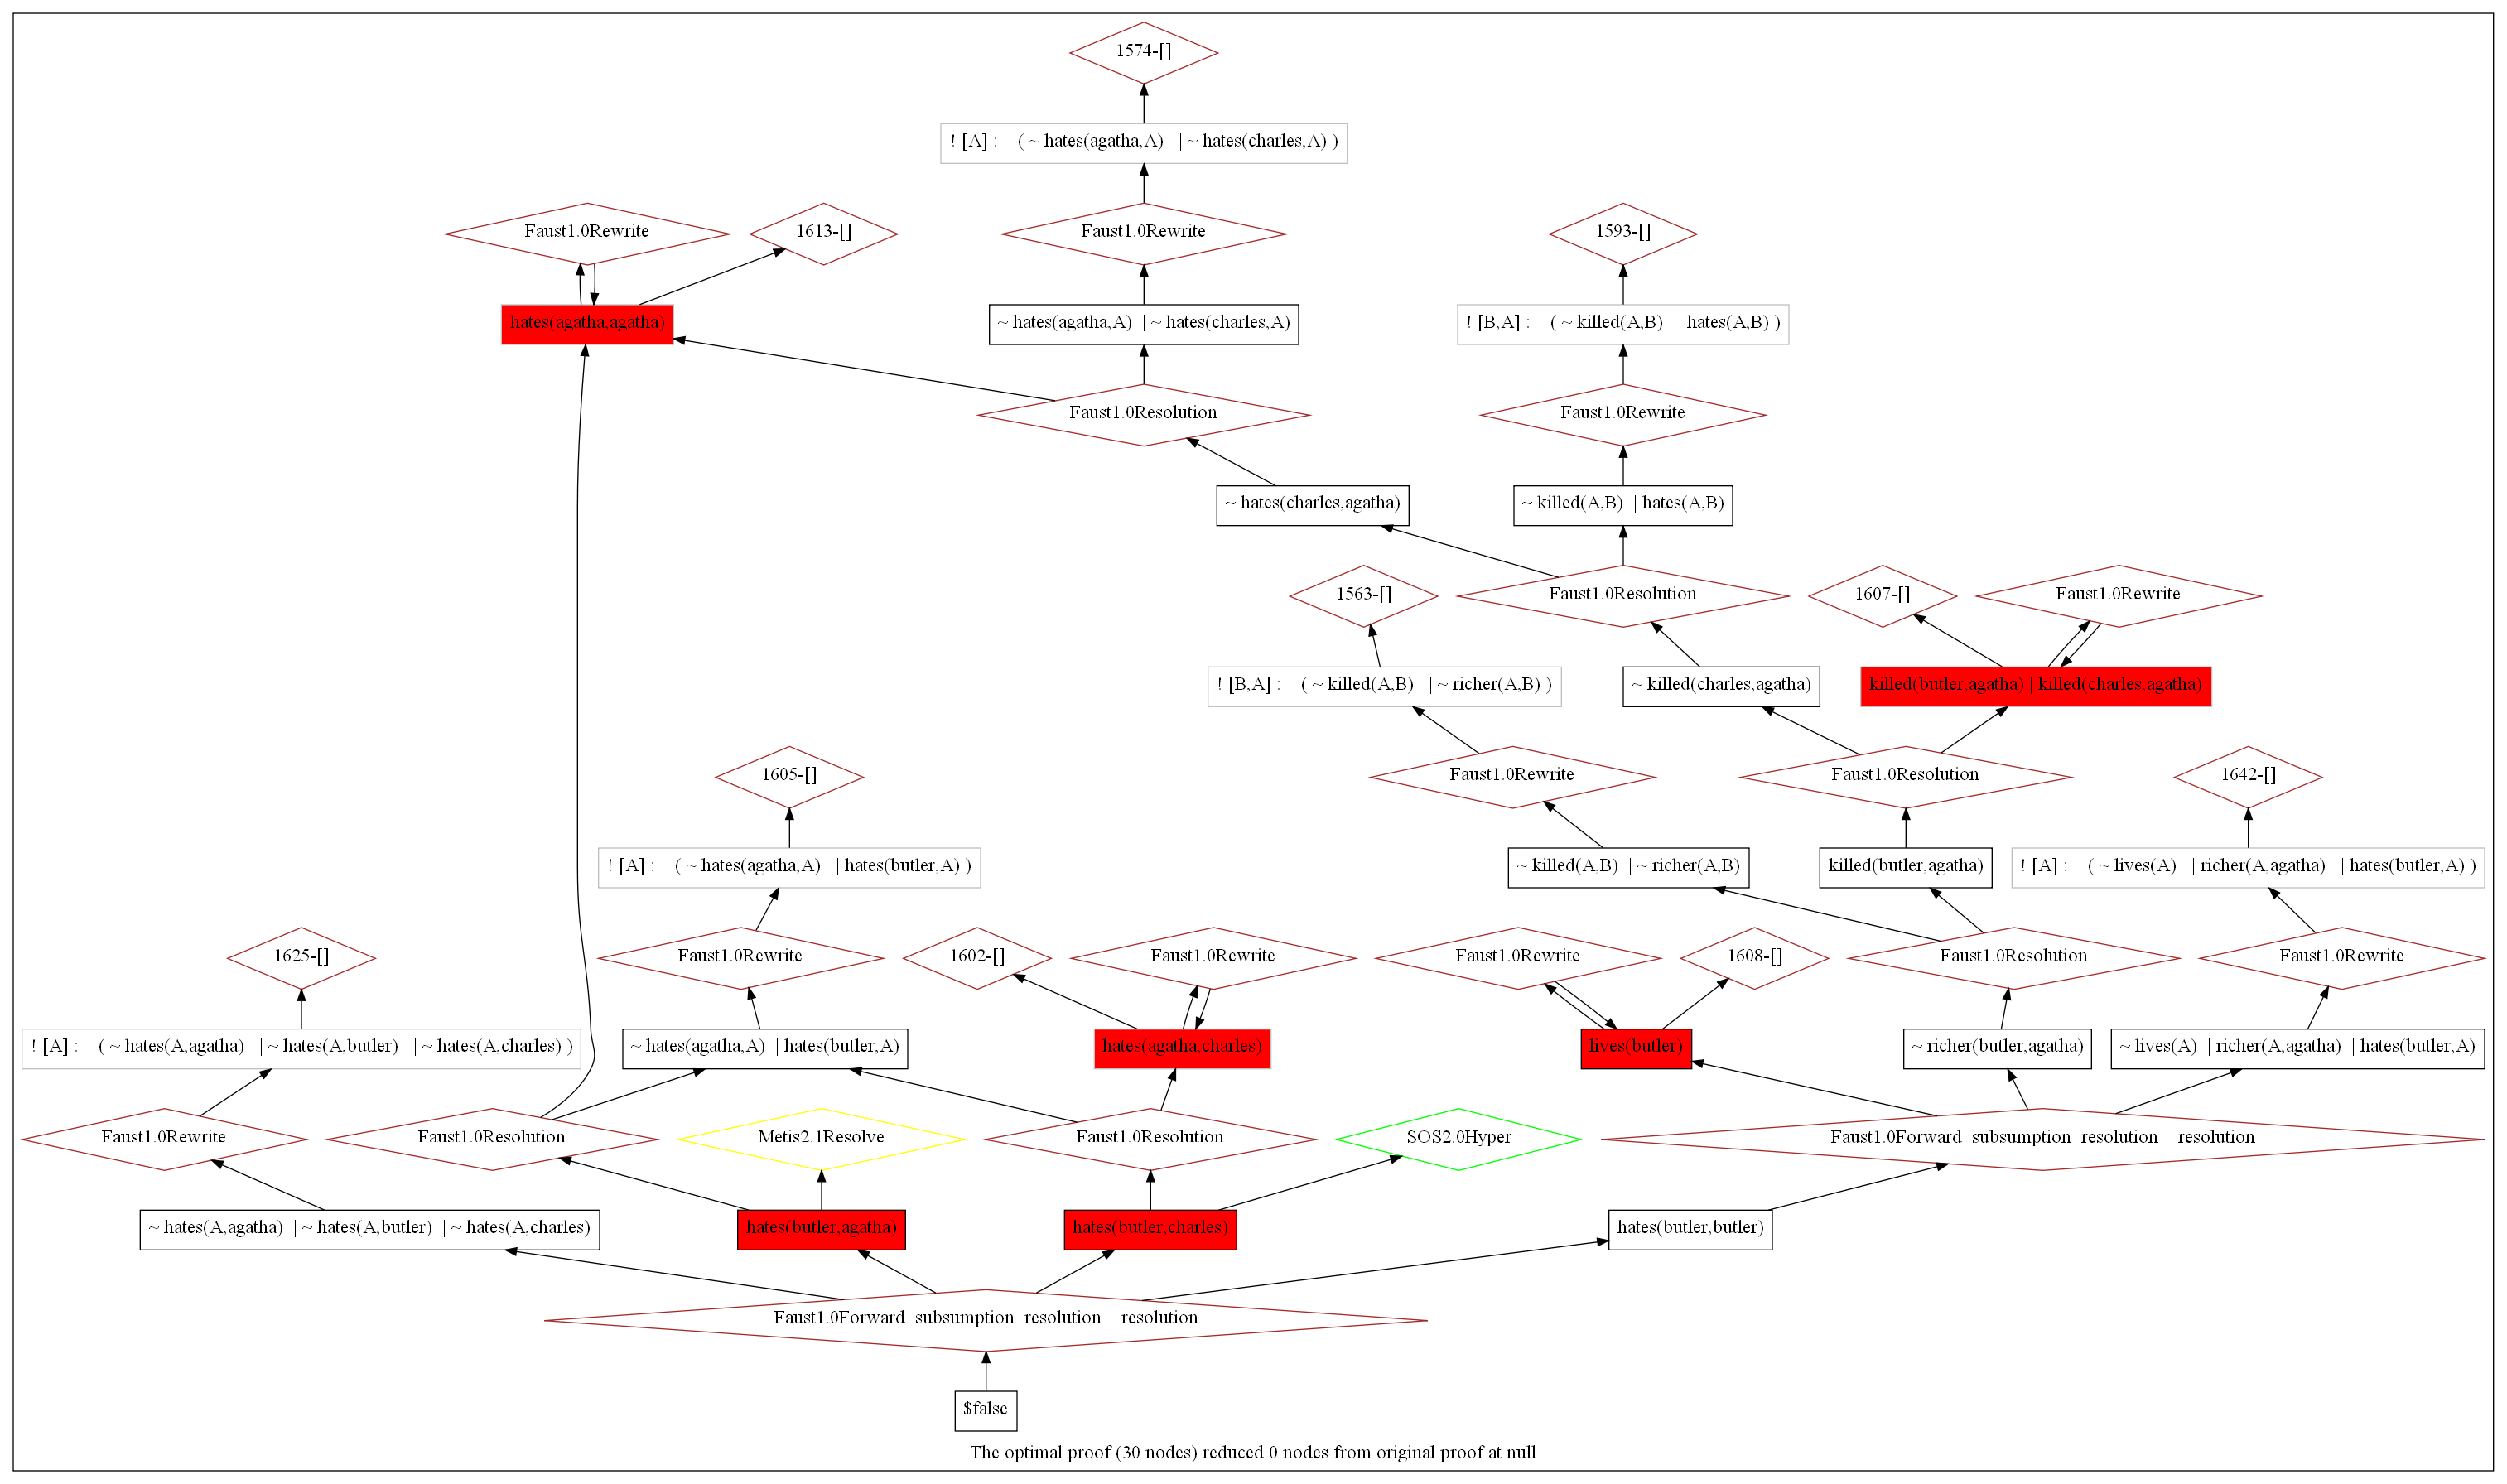 1574-[]
! [A] : ( ~ hates(agatha,A) | ~ hates(charles,A) )
Faust1.0Rewrite
1613-[]
Faust1.0Rewrite
1593-[]
hates(agatha,agatha)
~ hates(agatha,A) | ~ hates(charles,A)
! [B,A] : ( ~ killed(A,B) | hates(A,B) )
Faust1.0Resolution
Faust1.0Rewrite
~ hates(charles,agatha)
~ killed(A,B) | hates(A,B)
1563-[]
Faust1.0Resolution
1607-[]
Faust1.0Rewrite
! [B,A] : ( ~ killed(A,B) | ~ richer(A,B) )
~ killed(charles,agatha)
killed(butler,agatha) | killed(charles,agatha)
1605-[]
Faust1.0Rewrite
Faust1.0Resolution
1642-[]
! [A] : ( ~ hates(agatha,A) | hates(butler,A) )
~ killed(A,B) | ~ richer(A,B)
killed(butler,agatha)
! [A] : ( ~ lives(A) | richer(A,agatha) | hates(butler,A) )
1625-[]
Faust1.0Rewrite
1602-[]
Faust1.0Rewrite
Faust1.0Rewrite
1608-[]
Faust1.0Resolution
Faust1.0Rewrite
! [A] : ( ~ hates(A,agatha) | ~ hates(A,butler) | ~ hates(A,charles) )
~ hates(agatha,A) | hates(butler,A)
hates(agatha,charles)
lives(butler)
~ richer(butler,agatha)
~ lives(A) | richer(A,agatha) | hates(butler,A)
Faust1.0Rewrite
Faust1.0Resolution
Metis2.1Resolve
Faust1.0Resolution
SOS2.0Hyper
Faust1.0Forward_subsumption_resolution__resolution
~ hates(A,agatha) | ~ hates(A,butler) | ~ hates(A,charles)
hates(butler,agatha)
hates(butler,charles)
hates(butler,butler)
Faust1.0Forward_subsumption_resolution__resolution
$false
The optimal proof (30 nodes) reduced 0 nodes from original proof at null